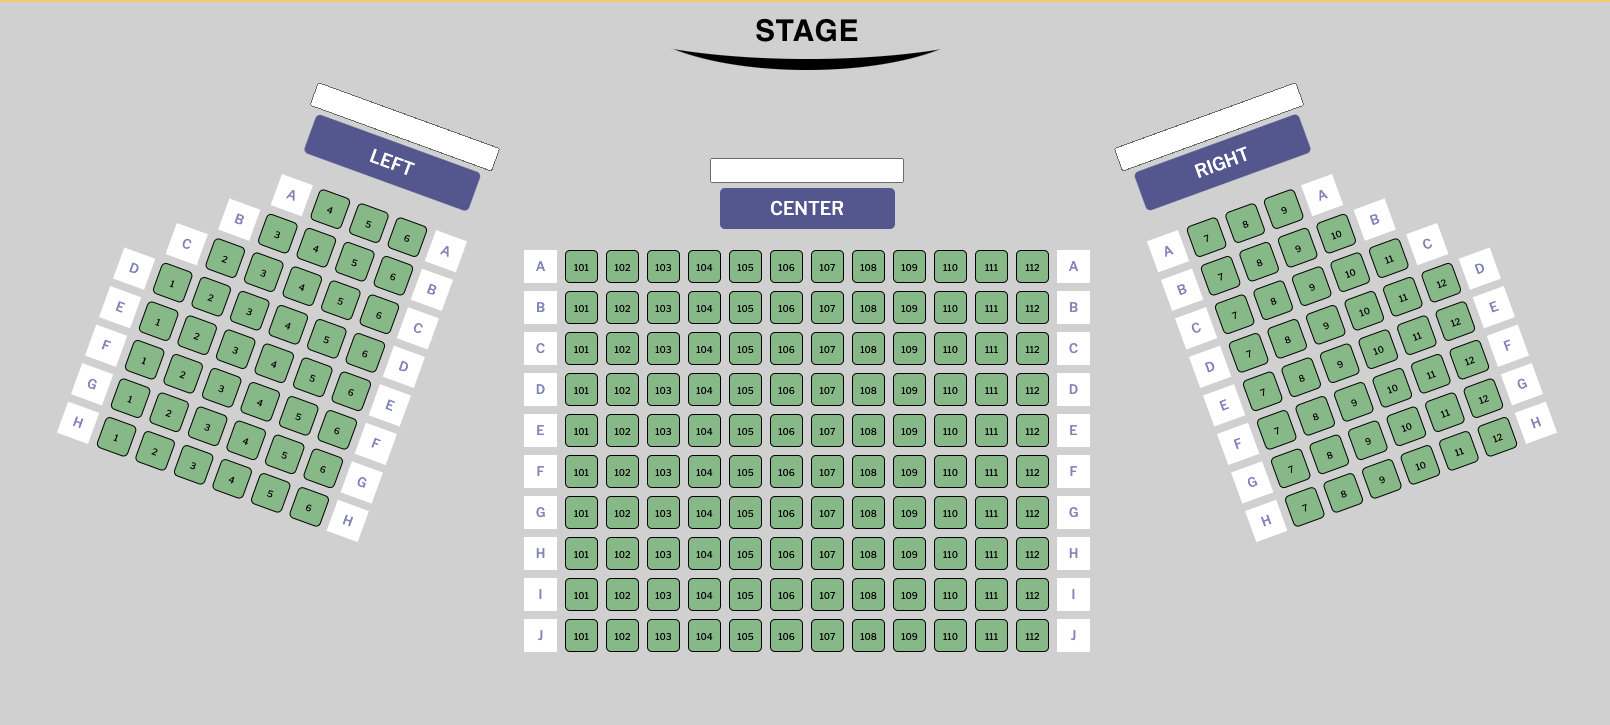 STAGE
LEFT
A 4 5 6 A
B 3 4 5 6 B
C 2 3 4 5 6 C
D 1 2 3 4 5 6 D
E 1 2 3 4 5 6 E
F 1 2 3 4 5 6 F
G 1 2 3 4 5 6 G
H 1 2 3 4 5 6 H
CENTER
A 101 102 103 104 105 106 107 108 109 110 111 112 A
B 101 102 103 104 105 106 107 108 109 110 111 112 B
C 101 102 103 104 105 106 107 108 109 110 111 112 C
D 101 102 103 104 105 106 107 108 109 110 111 112 D
E 101 102 103 104 105 106 107 108 109 110 111 112 E
F 101 102 103 104 105 106 107 108 109 110 111 112 F
G 101 102 103 104 105 106 107 108 109 110 111 112 G
H 101 102 103 104 105 106 107 108 109 110 111 112 H
I 101 102 103 104 105 106 107 108 109 110 111 112 I
J 101 102 103 104 105 106 107 108 109 110 111 112 J
RIGHT
A 7 8 9 A
B 7 8 9 10 B
C 7 8 9 10 11 C
D 7 8 9 10 11 12 D
E 7 8 9 10 11 12 E
F 7 8 9 10 11 12 F
G 7 8 9 10 11 12 G
H 7 8 9 10 11 12 H